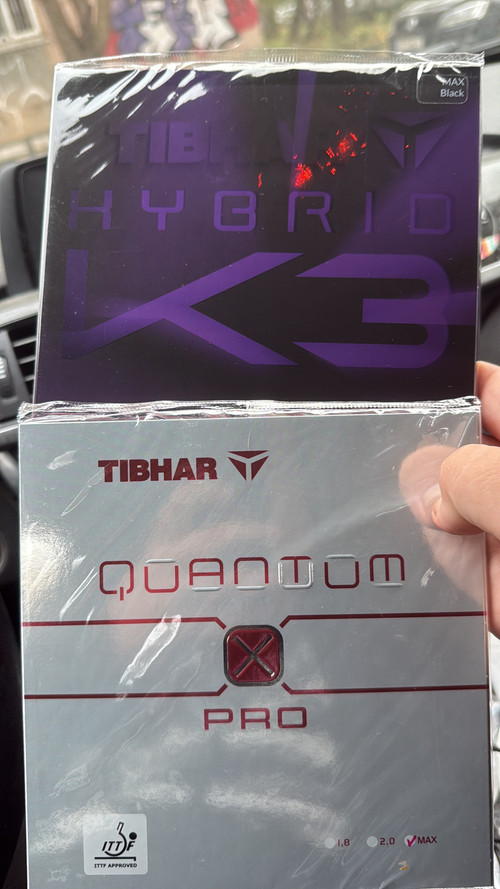 MAX
Black
TIBHAR
HYBRID
K3
TIBHAR
QUANTUM
X
PRO
ITTF
ITTF APPROVED
1.8 2.0 MAX